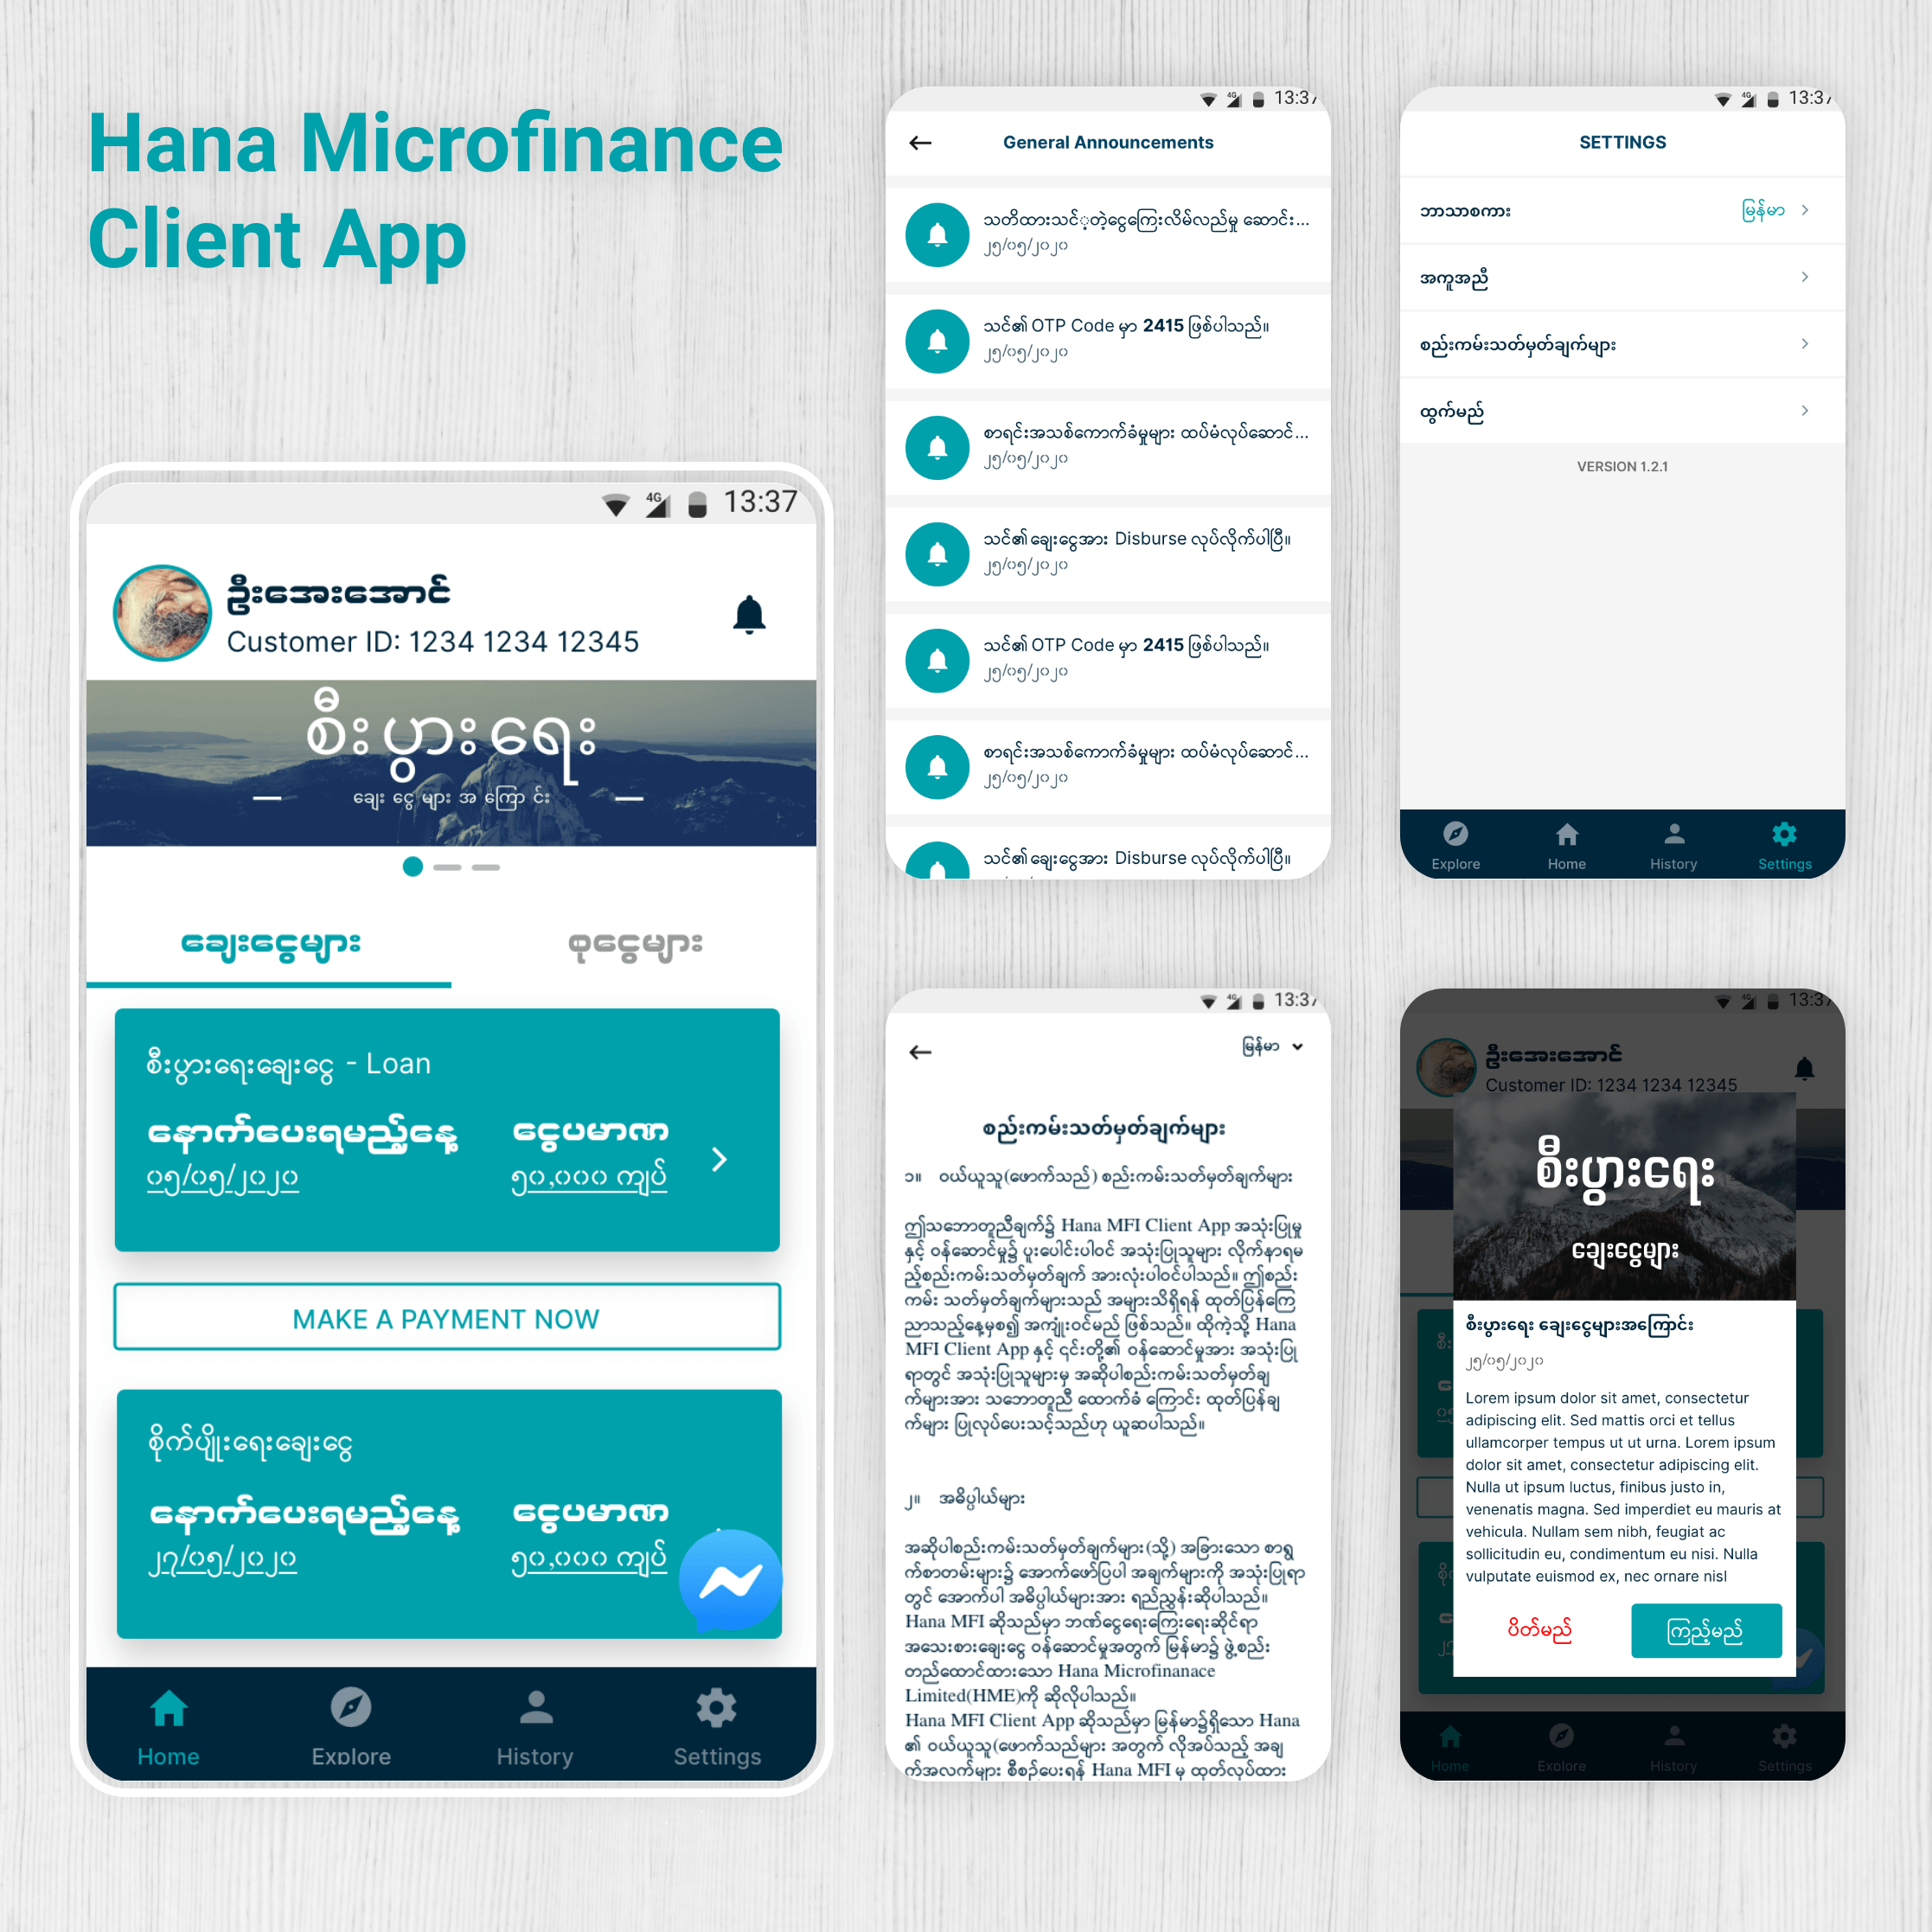 Hana Microfinance
Client App
13:37
ဦးအေးအောင်
Customer ID: 1234 1234 12345
စီးပွားရေး
ချေး ငွေ များ အ ကြော င်း
ချေးငွေများ
စုငွေများ
စီးပွားရေးချေးငွေ - Loan
နောက်ပေးရမည့်နေ့ ငွေပမာဏ
၀၅/၀၅/၂၀၂၀ ၅၀,၀၀၀ ကျပ်
MAKE A PAYMENT NOW
စိုက်ပျိုးရေးချေးငွေ
နောက်ပေးရမည့်နေ့ ငွေပမာဏ
၂၇/၀၅/၂၀၂၀ ၅၀,၀၀၀ ကျပ်
Home Explore History Settings
4G 13:37
General Announcements
သတိထားသင့်တဲ့ငွေကြေးလိမ်လည်မှု ဆောင်း...
၂၅/၀၅/၂၀၂၀
သင်၏ OTP Code မှာ 2415 ဖြစ်ပါသည်။
၂၅/၀၅/၂၀၂၀
စာရင်းအသစ်ကောက်ခံမှုများ ထပ်မံလုပ်ဆောင်...
၂၅/၀၅/၂၀၂၀
သင်၏ချေးငွေအား Disburse လုပ်လိုက်ပါပြီ။
၂၅/၀၅/၂၀၂၀
သင်၏ OTP Code မှာ 2415 ဖြစ်ပါသည်။
၂၅/၀၅/၂၀၂၀
စာရင်းအသစ်ကောက်ခံမှုများ ထပ်မံလုပ်ဆောင်...
၂၅/၀၅/၂၀၂၀
သင်၏ချေးငွေအား Disburse လုပ်လိုက်ပါပြီ။
4G 13:37
SETTINGS
ဘာသာစကား မြန်မာ
အကူအညီ
စည်းကမ်းသတ်မှတ်ချက်များ
ထွက်မည်
VERSION 1.2.1
Explore Home History Settings
4G 13:37
မြန်မာ
စည်းကမ်းသတ်မှတ်ချက်များ
၁။ ဝယ်ယူသူ(ဖောက်သည်) စည်းကမ်းသတ်မှတ်ချက်များ
ဤသဘောတူညီချက်၌ Hana MFI Client App အသုံးပြုမှု
နှင့် ဝန်ဆောင်မှု၌ ပူးပေါင်းပါဝင် အသုံးပြုသူများ လိုက်နာရမ
ည့်စည်းကမ်းသတ်မှတ်ချက် အားလုံးပါဝင်ပါသည်။ ဤစည်း
ကမ်း သတ်မှတ်ချက်များသည် အများသိရှိရန် ထုတ်ပြန်ကြေ
ညာသည့်နေ့မှစ၍ အကျုံးဝင်မည် ဖြစ်သည်။ ထိုကဲ့သို့ Hana
MFI Client App နှင့် ၎င်းတို့၏ ဝန်ဆောင်မှုအား အသုံးပြု
ရာတွင် အသုံးပြုသူများမှ အဆိုပါစည်းကမ်းသတ်မှတ်ချ
က်များအား သဘောတူညီ ထောက်ခံ ကြောင်း ထုတ်ပြန်ချ
က်များ ပြုလုပ်ပေးသင့်သည်ဟု ယူဆပါသည်။
၂။ အဓိပ္ပါယ်များ
အဆိုပါစည်းကမ်းသတ်မှတ်ချက်များ(သို့) အခြားသော စာရွ
က်စာတမ်းများ၌ အောက်ဖော်ပြပါ အချက်များကို အသုံးပြုရာ
တွင် အောက်ပါ အဓိပ္ပါယ်များအား ရည်ညွှန်းဆိုပါသည်။
Hana MFI ဆိုသည်မှာ ဘဏ်ငွေရေးကြေးရေးဆိုင်ရာ
အသေးစားချေးငွေ ဝန်ဆောင်မှုအတွက် မြန်မာ၌ ဖွဲ့စည်း
တည်ထောင်ထားသော Hana Microfinanace
Limited(HME)ကို ဆိုလိုပါသည်။
Hana MFI Client App ဆိုသည်မှာ မြန်မာ၌ရှိသော Hana
၏ ဝယ်ယူသူ(ဖောက်သည်များ အတွက် လိုအပ်သည့် အချ
က်အလက်များ စီစဉ်ပေးရန် Hana MFI မှ ထုတ်လုပ်ထား
4G 13:37
ဦးအေးအောင်
Customer ID: 1234 1234 12345
စီးပွားရေး
ချေးငွေများ
စီးပွားရေး ချေးငွေများအကြောင်း
၂၅/၀၅/၂၀၂၀
Lorem ipsum dolor sit amet, consectetur
adipiscing elit. Sed mattis orci et tellus
ullamcorper tempus ut ut urna. Lorem ipsum
dolor sit amet, consectetur adipiscing elit.
Nulla ut ipsum luctus, finibus justo in,
venenatis magna. Sed imperdiet eu mauris at
vehicula. Nullam sem nibh, feugiat ac
sollicitudin eu, condimentum eu nisi. Nulla
vulputate euismod ex, nec ornare nisl
ပိတ်မည် ကြည့်မည်
Home Explore History Settings